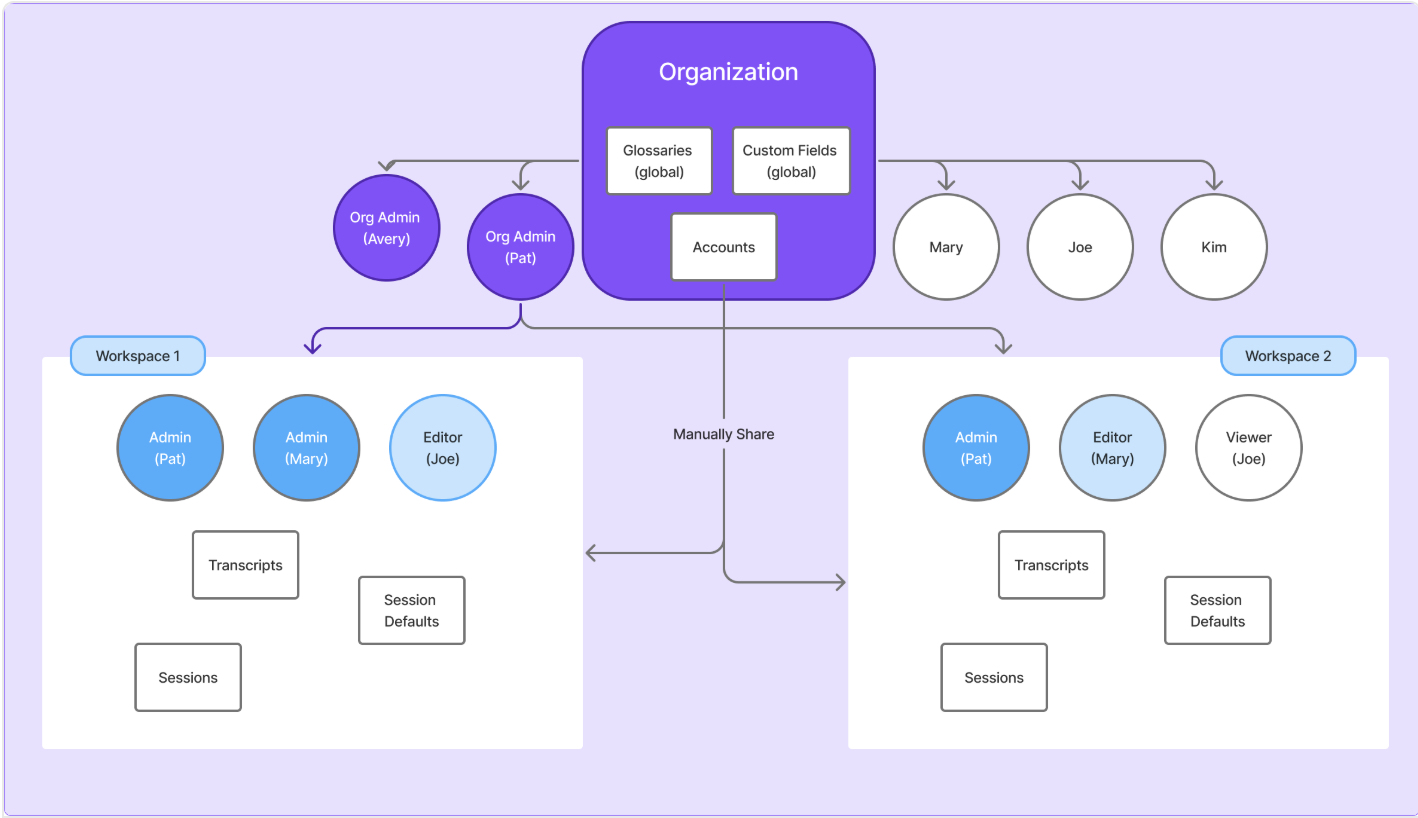 Organization
Glossaries
(global)
Custom Fields
(global)
Accounts
Org Admin
(Avery)
Org Admin
(Pat)
Mary
Joe
Kim
Workspace 1
Workspace 2
Admin
(Pat)
Admin
(Mary)
Editor
(Joe)
Manually Share
Admin
(Pat)
Editor
(Mary)
Viewer
(Joe)
Transcripts
Session
Defaults
Sessions
Transcripts
Session
Defaults
Sessions